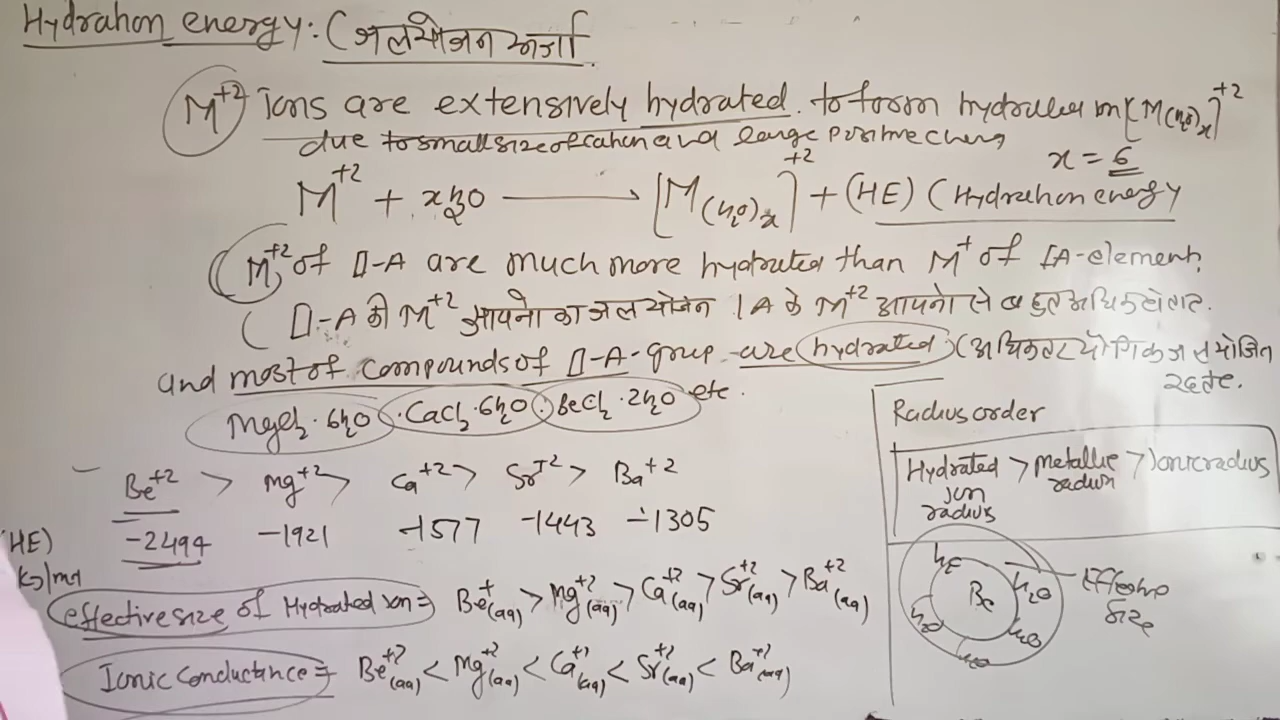 Hydration energy: (जलयोजन ऊर्जा
M+2 ions are extensively hydrated. to form hydrated ion [M(H2O)x]+2
due to small size of cation and large positive charge
x = 6
M+2 + xH2O ⟶ [M(H2O)x]+2 + (HE) (Hydration energy
M+2 of II-A are much more hydrated than M+ of IA-element.
( II-A के M+2 आयनो का जलयोजन IA के M+2 आयनो से बहुत अधिक होता है.
and most of compounds of II-A-group are hydrated (अधिकतर यौगिक जलयोजित
रहते.
MgCl2·6H2O, CaCl2·6H2O, BeCl2·2H2O etc.
Be+2 > Mg+2 > Ca+2 > Sr+2 > Ba+2
HE) -2494 -1921 -1577 -1443 -1305
KJ/mol
effective size of Hydrated ion = Be+(aq) > Mg+2(aq) > Ca+2(aq) > Sr+2(aq) > Ba+2(aq)
Ionic Conductance = Be+2(aq) < Mg+2(aq) < Ca+2(aq) < Sr+2(aq) < Ba+2(aq)
Radius order
Hydrated > Metallic > Ionic radius
ion radius
radius
H2O
Be H2O
H2O H2O
H2O
Effective
Size